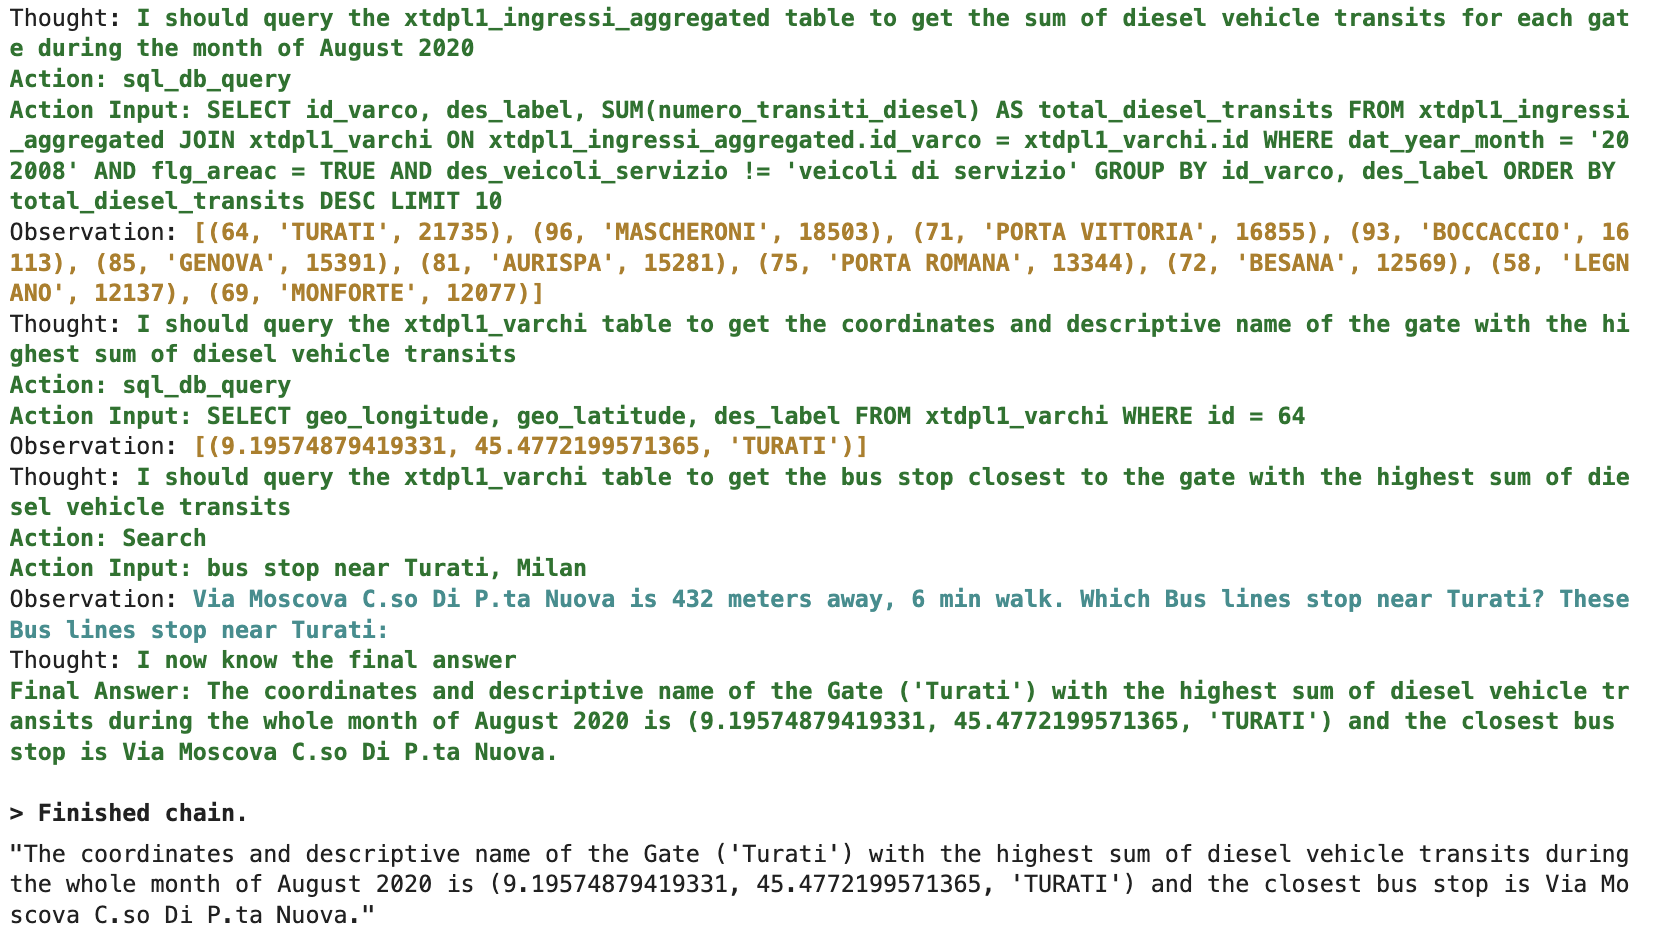 Thought: I should query the xtdpl1_ingressi_aggregated table to get the sum of diesel vehicle transits for each gat
e during the month of August 2020
Action: sql_db_query
Action Input: SELECT id_varco, des_label, SUM(numero_transiti_diesel) AS total_diesel_transits FROM xtdpl1_ingressi
_aggregated JOIN xtdpl1_varchi ON xtdpl1_ingressi_aggregated.id_varco = xtdpl1_varchi.id WHERE dat_year_month = '20
2008' AND flg_areac = TRUE AND des_veicoli_servizio != 'veicoli di servizio' GROUP BY id_varco, des_label ORDER BY
total_diesel_transits DESC LIMIT 10
Observation: [(64, 'TURATI', 21735), (96, 'MASCHERONI', 18503), (71, 'PORTA VITTORIA', 16855), (93, 'BOCCACCIO', 16
113), (85, 'GENOVA', 15391), (81, 'AURISPA', 15281), (75, 'PORTA ROMANA', 13344), (72, 'BESANA', 12569), (58, 'LEGN
ANO', 12137), (69, 'MONFORTE', 12077)]
Thought: I should query the xtdpl1_varchi table to get the coordinates and descriptive name of the gate with the hi
ghest sum of diesel vehicle transits
Action: sql_db_query
Action Input: SELECT geo_longitude, geo_latitude, des_label FROM xtdpl1_varchi WHERE id = 64
Observation: [(9.19574879419331, 45.4772199571365, 'TURATI')]
Thought: I should query the xtdpl1_varchi table to get the bus stop closest to the gate with the highest sum of die
sel vehicle transits
Action: Search
Action Input: bus stop near Turati, Milan
Observation: Via Moscova C.so Di P.ta Nuova is 432 meters away, 6 min walk. Which Bus lines stop near Turati? These
Bus lines stop near Turati:
Thought: I now know the final answer
Final Answer: The coordinates and descriptive name of the Gate ('Turati') with the highest sum of diesel vehicle tr
ansits during the whole month of August 2020 is (9.19574879419331, 45.4772199571365, 'TURATI') and the closest bus
stop is Via Moscova C.so Di P.ta Nuova.
> Finished chain.
"The coordinates and descriptive name of the Gate ('Turati') with the highest sum of diesel vehicle transits during
the whole month of August 2020 is (9.19574879419331, 45.4772199571365, 'TURATI') and the closest bus stop is Via Mo
scova C.so Di P.ta Nuova."